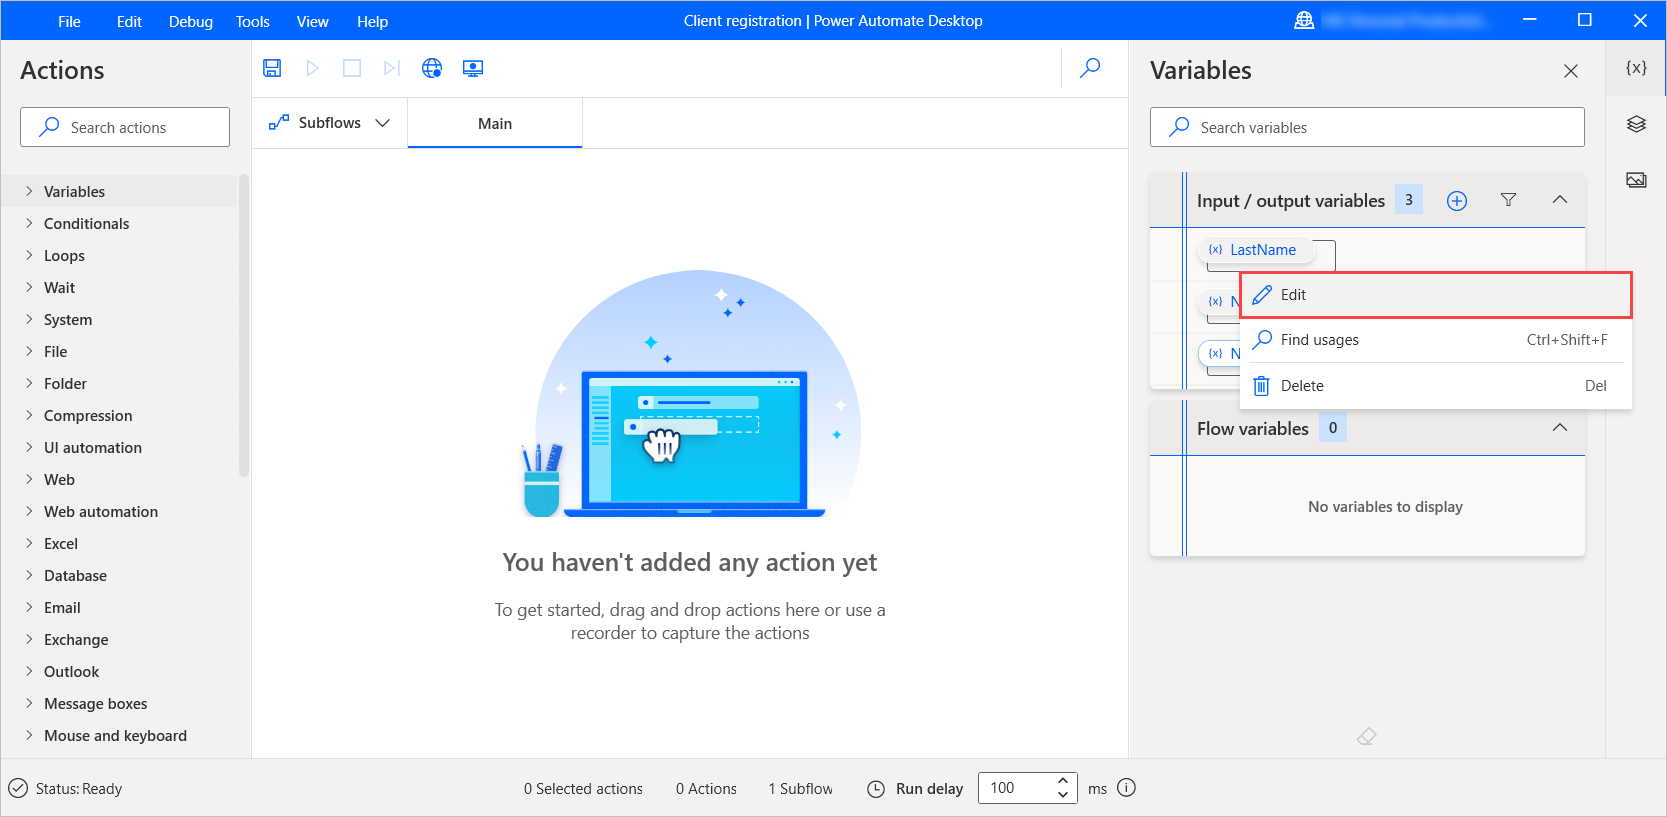 File Edit Debug Tools View Help Client registration | Power Automate Desktop
Actions
Search actions
Variables
Conditionals
Loops
Wait
System
File
Folder
Compression
UI automation
Web
Web automation
Excel
Database
Email
Exchange
Outlook
Message boxes
Mouse and keyboard
Subflows Main
You haven't added any action yet
To get started, drag and drop actions here or use a
recorder to capture the actions
Variables {x}
Search variables
Input / output variables 3
{x} LastName
{x} N
{x} N
Edit
Find usages Ctrl+Shift+F
Delete Del
Flow variables 0
No variables to display
Status: Ready 0 Selected actions 0 Actions 1 Subflow Run delay 100 ms